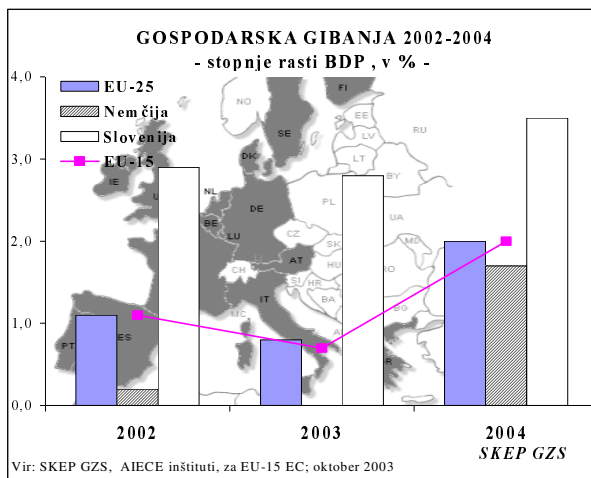 GOSPODARSKA GIBANJA 2002-2004
- stopnje rasti BDP , v % -
4,0
3,0
2,0
1,0
0,0
EU-25
Nemčija
Slovenija
EU-15
NO
FI
SE
EE
LV
LT
RU
DK
IE
BY
NL
PL
DE
BE
LU
UA
CZ
SK
MD
AT
HU
CH
SI
HR
RO
IT
BA
MC
BG
PT
ES
2002
2003
2004
SKEP GZS
Vir: SKEP GZS, AIECE inštituti, za EU-15 EC; oktober 2003